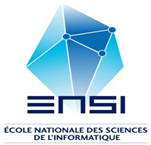 ENSI
ÉCOLE NATIONALE DES SCIENCES
DE L'INFORMATIQUE